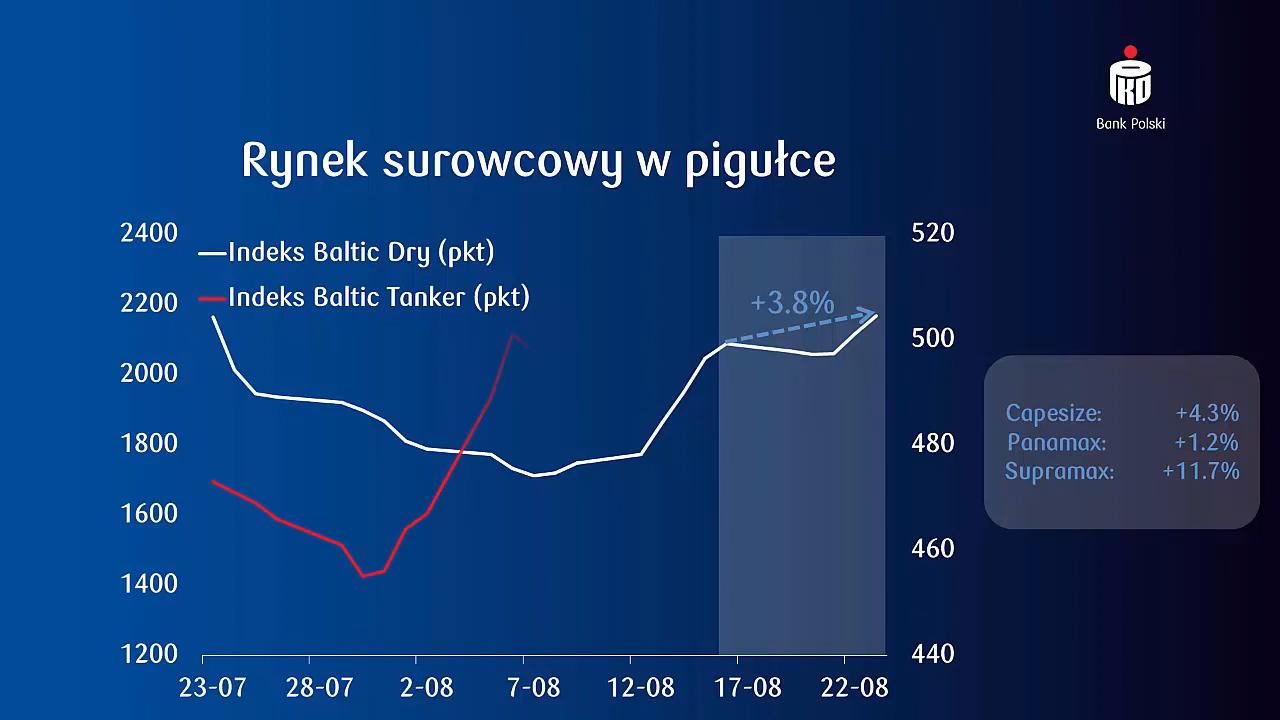 PKO
Bank Polski
Rynek surowcowy w pigułce
Indeks Baltic Dry (pkt)
Indeks Baltic Tanker (pkt)
2400
2200
2000
1800
1600
1400
1200
520
500
480
460
440
+3.8%
Capesize: +4.3%
Panamax: +1.2%
Supramax: +11.7%
23-07 28-07 2-08 7-08 12-08 17-08 22-08